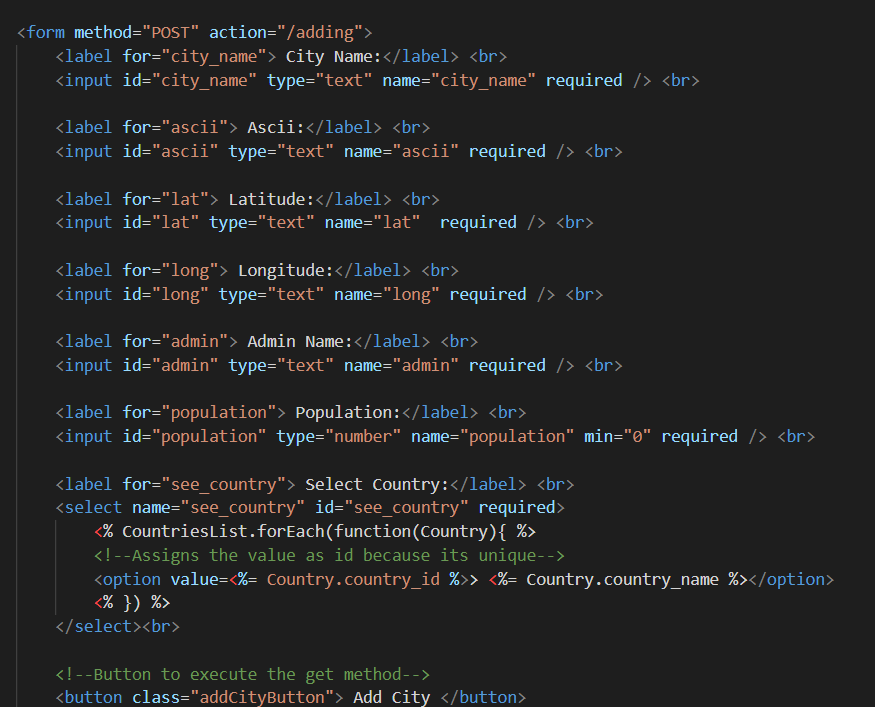 <form method="POST" action="/adding">
<label for="city_name"> City Name:</label> <br>
<input id="city_name" type="text" name="city_name" required /> <br>
<label for="ascii"> Ascii:</label> <br>
<input id="ascii" type="text" name="ascii" required /> <br>
<label for="lat"> Latitude:</label> <br>
<input id="lat" type="text" name="lat"  required /> <br>
<label for="long"> Longitude:</label> <br>
<input id="long" type="text" name="long" required /> <br>
<label for="admin"> Admin Name:</label> <br>
<input id="admin" type="text" name="admin" required /> <br>
<label for="population"> Population:</label> <br>
<input id="population" type="number" name="population" min="0" required /> <br>
<label for="see_country"> Select Country:</label> <br>
<select name="see_country" id="see_country" required>
<% CountriesList.forEach(function(Country){ %>
<!--Assigns the value as id because its unique-->
<option value=<%= Country.country_id %>> <%= Country.country_name %></option>
<% }) %>
</select><br>
<!--Button to execute the get method-->
<button class="addCityButton"> Add City </button>